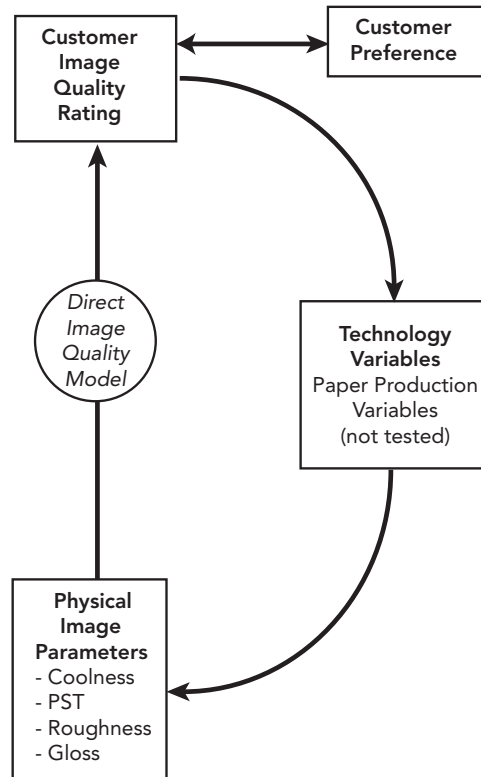 Customer
Image
Quality
Rating
Customer
Preference
Direct
Image
Quality
Model
Technology
Variables
Paper Production
Variables
(not tested)
Physical
Image
Parameters
- Coolness
- PST
- Roughness
- Gloss